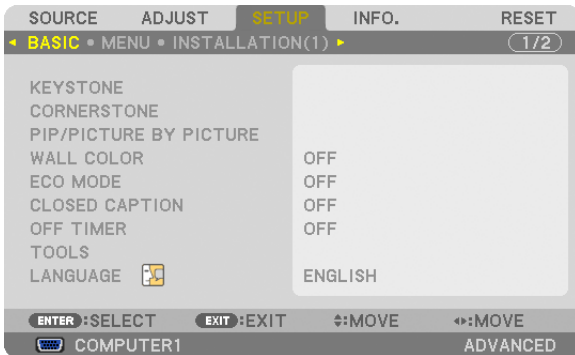 SOURCE ADJUST SETUP INFO. RESET
BASIC • MENU • INSTALLATION(1) 1/2
KEYSTONE
CORNERSTONE
PIP/PICTURE BY PICTURE
WALL COLOR OFF
ECO MODE OFF
CLOSED CAPTION OFF
OFF TIMER OFF
TOOLS
LANGUAGE ENGLISH
ENTER :SELECT EXIT :EXIT :MOVE :MOVE
COMPUTER1 ADVANCED